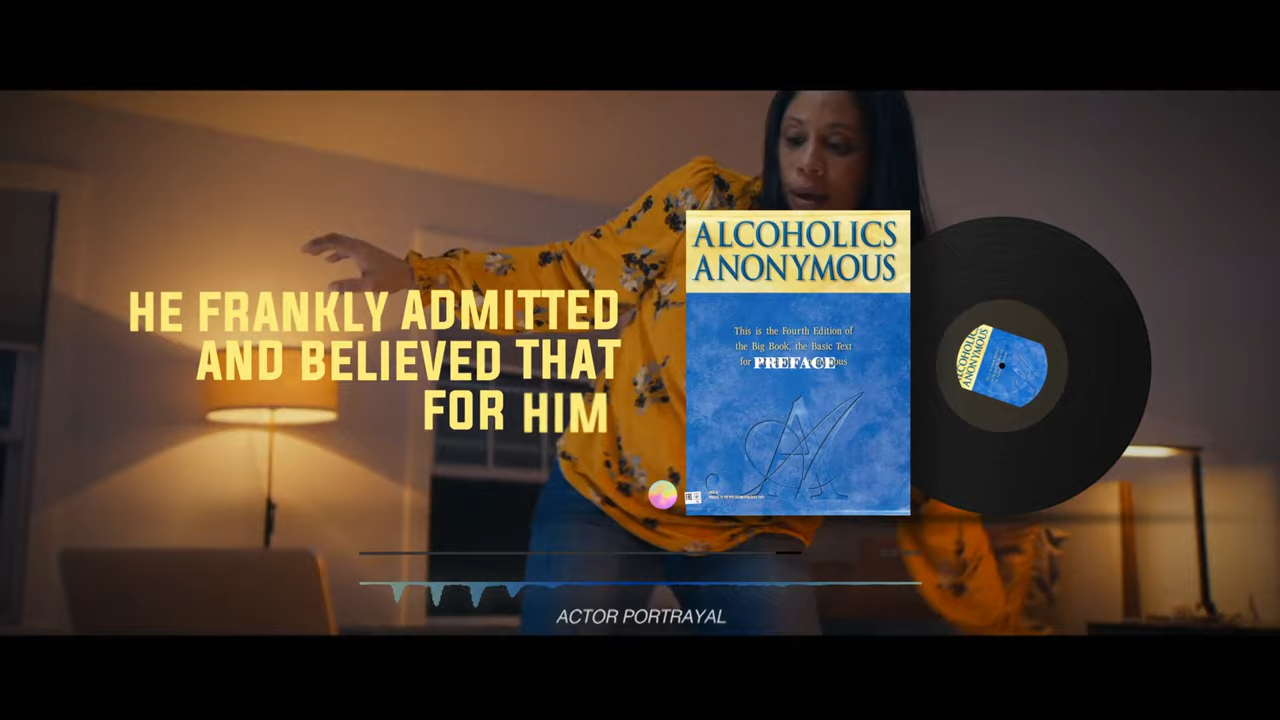 HE FRANKLY ADMITTED
AND BELIEVED THAT
FOR HIM
ALCOHOLICS
ANONYMOUS
This is the Fourth Edition of
the Big Book, the Basic Text
for
PREFACE
ALCOHOLICS
ANONYMOUS
ACTOR PORTRAYAL